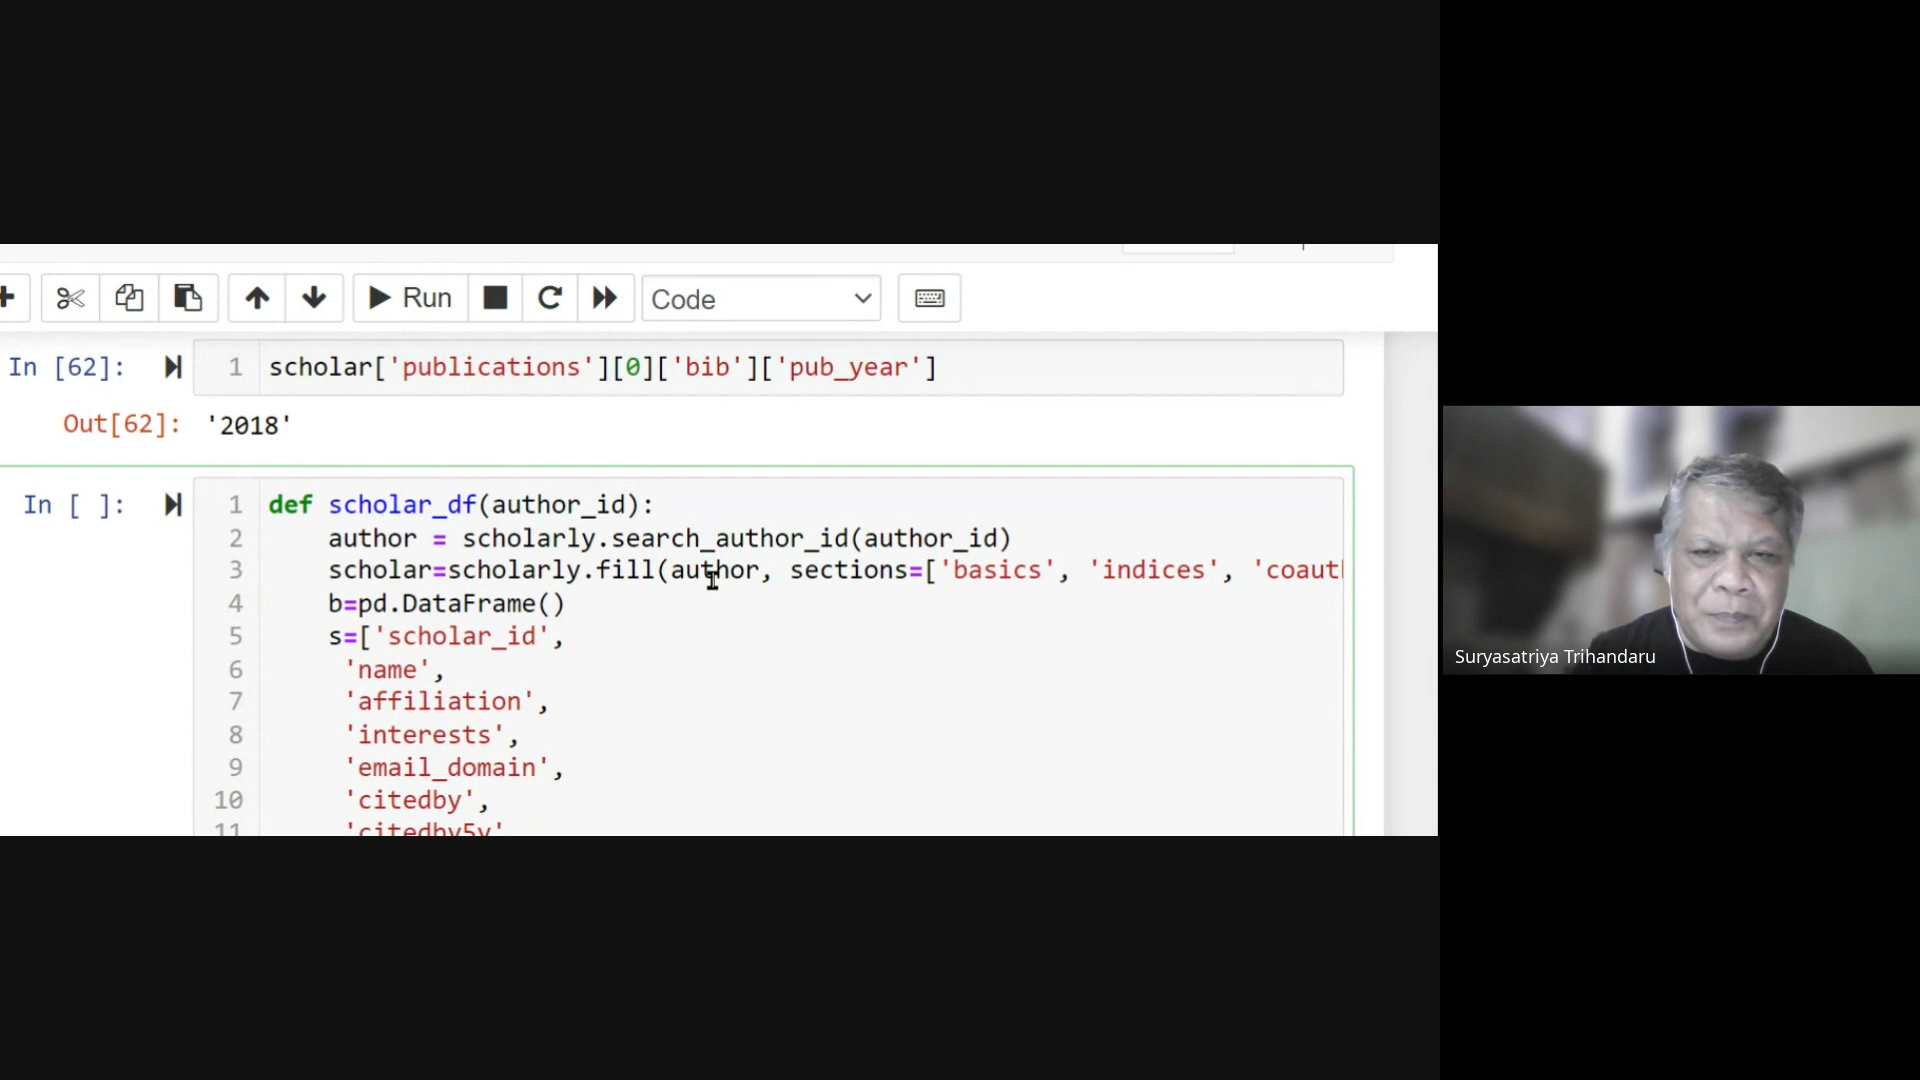 Run Code
In [62]: 1 scholar['publications'][0]['bib']['pub_year']
Out[62]: '2018'
In [ ]: 1 def scholar_df(author_id):
2 author = scholarly.search_author_id(author_id)
3 scholar=scholarly.fill(author, sections=['basics', 'indices',
4 b=pd.DataFrame()
5 s=['scholar_id',
6 'name',
7 'affiliation',
8 'interests',
9 'email_domain',
10 'citedby',
11 'citedby5y'
Suryasatriya Trihandaru